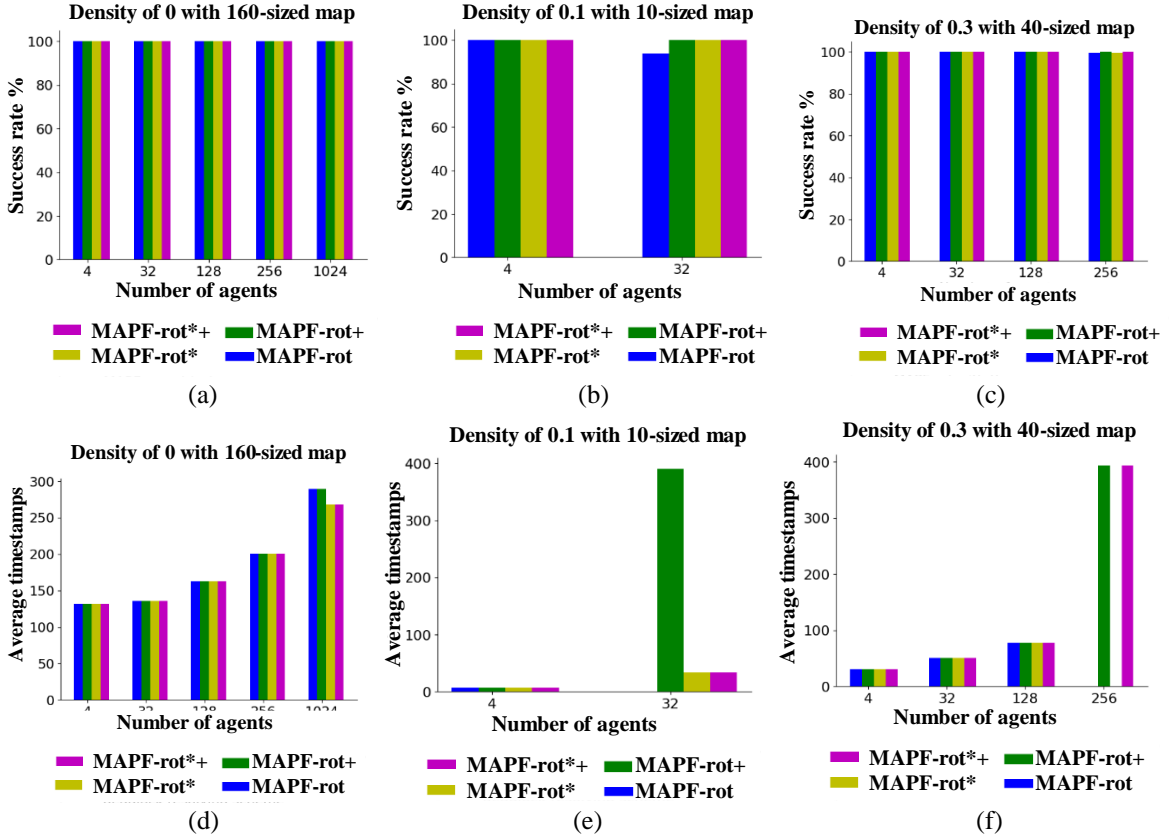 Density of 0 with 160-sized map
Success rate %
100
80
60
40
20
0
4 32 128 256 1024
Number of agents
MAPF-rot*+ MAPF-rot+
MAPF-rot* MAPF-rot
(a)
Density of 0.1 with 10-sized map
Success rate %
100
80
60
40
20
0
4 32
Number of agents
MAPF-rot*+ MAPF-rot+
MAPF-rot* MAPF-rot
(b)
Density of 0.3 with 40-sized map
Success rate %
100
80
60
40
20
0
4 32 128 256
Number of agents
MAPF-rot*+ MAPF-rot+
MAPF-rot* MAPF-rot
(c)
Density of 0 with 160-sized map
Average timestamps
300
250
200
150
100
50
0
4 32 128 256 1024
Number of agents
MAPF-rot*+ MAPF-rot+
MAPF-rot* MAPF-rot
(d)
Density of 0.1 with 10-sized map
Average timestamps
400
300
200
100
0
4 32
Number of agents
MAPF-rot*+ MAPF-rot+
MAPF-rot* MAPF-rot
(e)
Density of 0.3 with 40-sized map
Average timestamps
400
300
200
100
0
4 32 128 256
Number of agents
MAPF-rot*+ MAPF-rot+
MAPF-rot* MAPF-rot
(f)